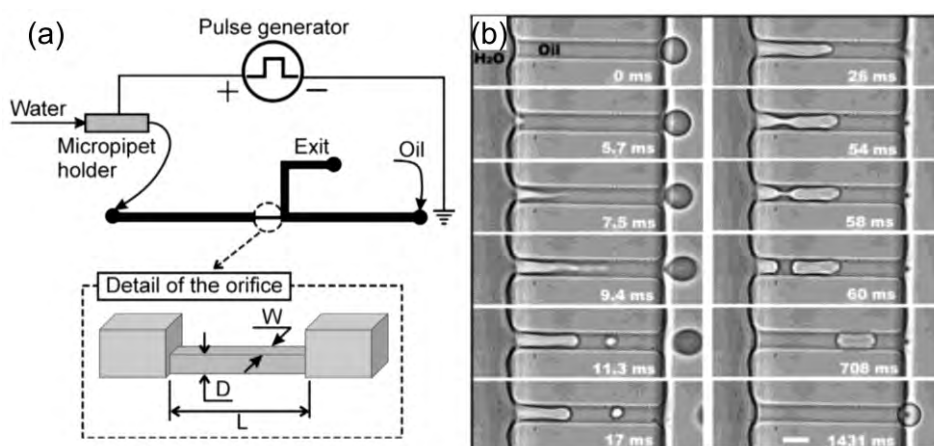 (a)
Pulse generator
+
−
Water
Micropipet
holder
Exit
Oil
Detail of the orifice
W
D
L
(b)
H₂O
Oil
0 ms
5.7 ms
7.5 ms
9.4 ms
11.3 ms
17 ms
26 ms
54 ms
58 ms
60 ms
708 ms
1431 ms